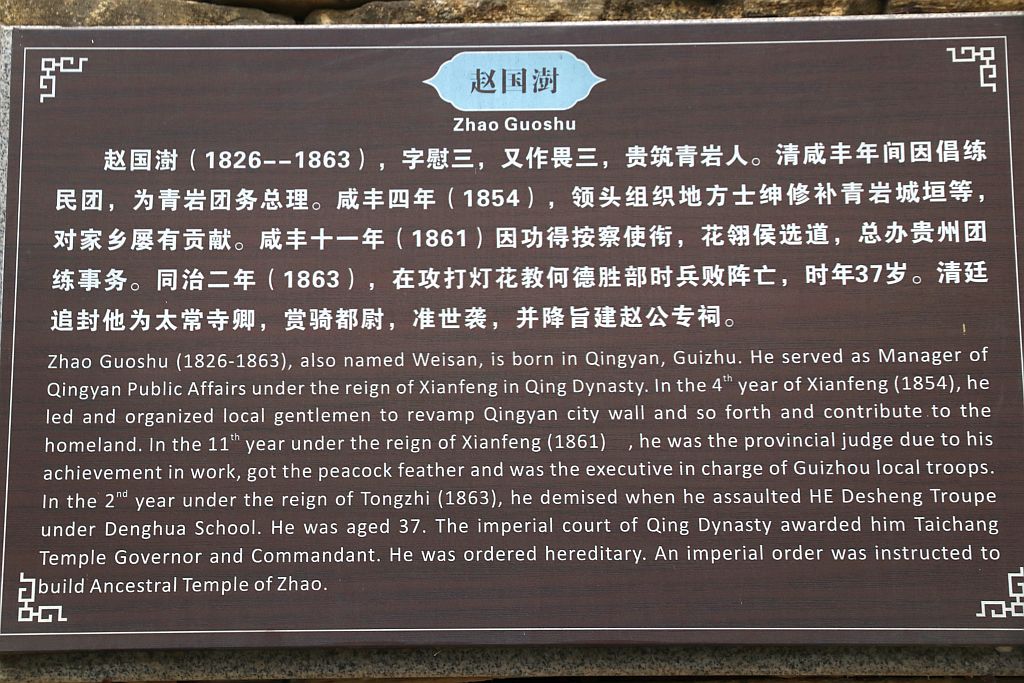 赵国澍
Zhao Guoshu
赵国澍（1826--1863），字慰三，又作畏三，贵筑青岩人。清咸丰年间因倡练
民团，为青岩团务总理。咸丰四年（1854），领头组织地方士绅修补青岩城垣等，
对家乡屡有贡献。咸丰十一年（1861）因功得按察使衔，花翎侯选道，总办贵州团
练事务。同治二年（1863），在攻打灯花教何德胜部时兵败阵亡，时年37岁。清廷
追封他为太常寺卿，赏骑都尉，准世袭，并降旨建赵公专祠。
Zhao Guoshu (1826-1863), also named Weisan, is born in Qingyan, Guizhu. He served as Manager of
Qingyan Public Affairs under the reign of Xianfeng in Qing Dynasty. In the 4th year of Xianfeng (1854), he
led and organized local gentlemen to revamp Qingyan city wall and so forth and contribute to the
homeland. In the 11th year under the reign of Xianfeng (1861) , he was the provincial judge due to his
achievement in work, got the peacock feather and was the executive in charge of Guizhou local troops.
In the 2nd year under the reign of Tongzhi (1863), he demised when he assaulted HE Desheng Troupe
under Denghua School. He was aged 37. The imperial court of Qing Dynasty awarded him Taichang
Temple Governor and Commandant. He was ordered hereditary. An imperial order was instructed to
build Ancestral Temple of Zhao.